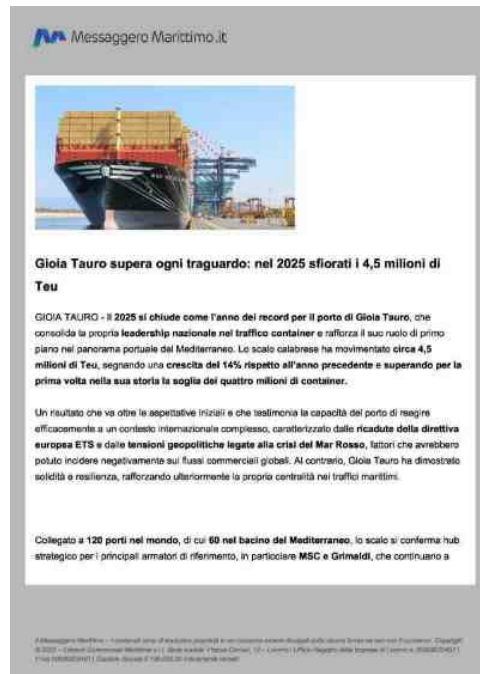 Messaggero Marittimo.it
Gioia Tauro supera ogni traguardo: nel 2025 sfiorati i 4,5 milioni di
Teu
GIOIA TAURO - Il 2025 si chiude come l'anno dei record per il porto di Gioia Tauro, che
consolida la propria leadership nazionale nel traffico container e rafforza il suo ruolo di primo
piano nel panorama portuale del Mediterraneo. Lo scalo calabrese ha movimentato circa 4,5
milioni di Teu, segnando una crescita del 14% rispetto all'anno precedente e superando per la
prima volta nella sua storia la soglia dei quattro milioni di container.
Un risultato che va oltre le aspettative iniziali e che testimonia la capacità del porto di reagire
efficacemente a un contesto internazionale complesso, caratterizzato dalle ricadute della direttiva
europea ETS e dalle tensioni geopolitiche legate alla crisi del Mar Rosso, fattori che avrebbero
potuto incidere negativamente sui flussi commerciali globali. Al contrario, Gioia Tauro ha dimostrato
solidità e resilienza, rafforzando ulteriormente la propria centralità nei traffici marittimi.
Collegato a 120 porti nel mondo, di cui 60 nel bacino del Mediterraneo, lo scalo si conferma hub
strategico per i principali armatori di riferimento, in particolare MSC e Grimaldi, che continuano a